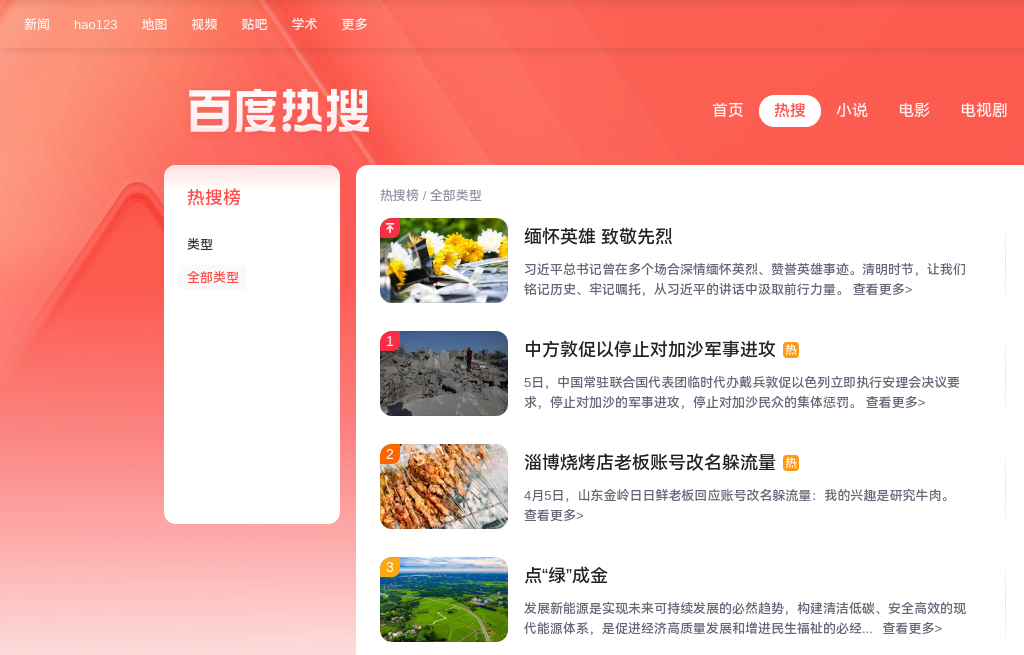 新闻 hao123 地图 视频 贴吧 学术 更多
百度热搜
首页 热搜 小说 电影 电视剧
热搜榜
类型
全部类型
热搜榜 / 全部类型
缅怀英雄 致敬先烈
习近平总书记曾在多个场合深情缅怀英烈、赞誉英雄事迹。清明时节，让我们
铭记历史、牢记嘱托，从习近平的讲话中汲取前行力量。 查看更多>
1
中方敦促以停止对加沙军事进攻 热
5日，中国常驻联合国代表团临时代办戴兵敦促以色列立即执行安理会决议要
求，停止对加沙的军事进攻，停止对加沙民众的集体惩罚。 查看更多>
2
淄博烧烤店老板账号改名躲流量 热
4月5日，山东金岭日日鲜老板回应账号改名躲流量：我的兴趣是研究牛肉。
查看更多>
3
点“绿”成金
发展新能源是实现未来可持续发展的必然趋势，构建清洁低碳、安全高效的现
代能源体系，是促进经济高质量发展和增进民生福祉的必经... 查看更多>